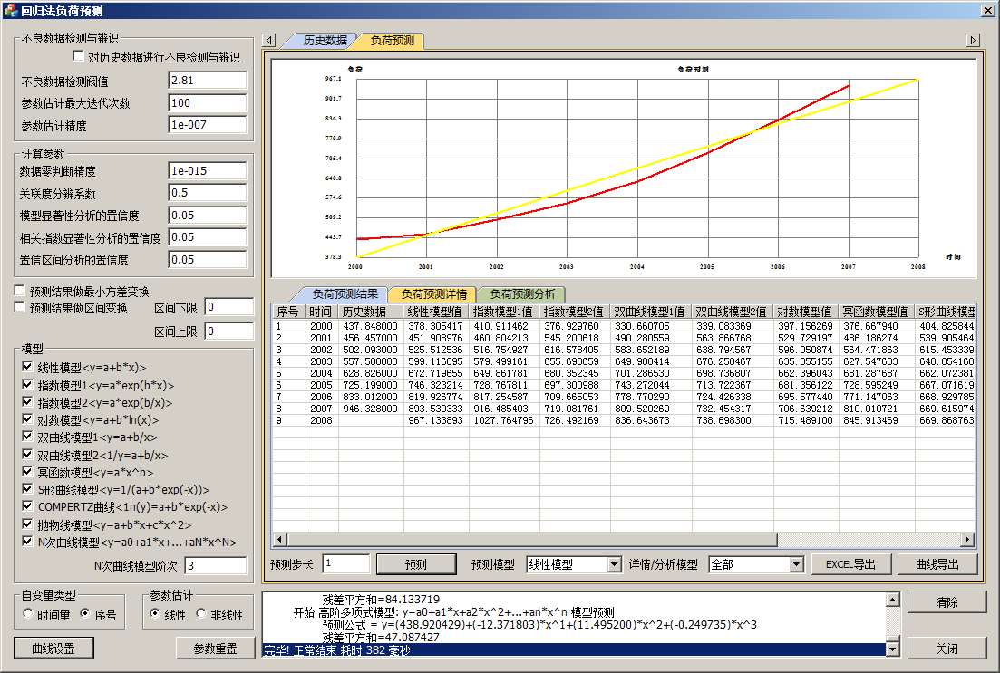 回归法负荷预测
不良数据检测与辨识
对历史数据进行不良检测与辨识
不良数据检测阀值 2.81
参数估计最大迭代次数 100
参数估计精度 1e-007
计算参数
数据零判断精度 1e-015
关联度分辨系数 0.5
模型显著性分析的置信度 0.05
相关指数显著性分析的置信度 0.05
置信区间分析的置信度 0.05
预测结果做最小方差变换
预测结果做区间变换 区间下限 0
区间上限 0
模型
线性模型<y=a+b*x)>
指数模型1<y=a*exp(b*x)>
指数模型2<y=a*exp(b/x)>
对数模型<y=a+b*ln(x)>
双曲线模型1<y=a+b/x>
双曲线模型2<1/y=a+b/x>
冥函数模型<y=a*x^b>
S形曲线模型<y=1/(a+b*exp(-x))>
COMPERTZ曲线<1n(y)=a+b*exp(-x)>
抛物线模型<y=a+b*x+c*x^2>
N次曲线模型<y=a0+a1*x+...+aN*x^N>
N次曲线模型阶次 3
自变量类型
时间量 序号
参数估计
线性 非线性
曲线设置 参数重置
历史数据 负荷预测
负荷 负荷预测
967.1
901.7
836.3
770.9
705.4
640.0
574.6
509.2
443.7
378.3
2000 2001 2002 2003 2004 2005 2006 2007 2008
时间
负荷预测结果 负荷预测详情 负荷预测分析
序号 时间 历史数据 线性模型值 指数模型1值 指数模型2值 双曲线模型1值 双曲线模型2值 对数模型值 冥函数模型值 S形曲线模型
1 2000 437.848000 378.305417 410.911462 376.929760 330.660705 339.083369 397.156269 376.667940 404.825844
2 2001 456.457000 451.908976 460.804213 545.200618 490.280559 563.866768 529.729197 486.186274 539.905464
3 2002 502.093000 525.512536 516.754927 616.578405 583.652189 638.794567 596.050874 564.471863 615.453339
4 2003 557.580000 599.116095 579.499161 655.698659 649.900414 676.258467 635.855155 627.547683 648.854160
5 2004 628.826000 672.719655 649.861781 680.352345 701.286530 698.736807 662.396043 681.287687 662.072381
6 2005 725.199000 746.323214 728.767811 697.300988 743.272044 713.722367 681.356122 728.595249 667.071619
7 2006 833.012000 819.926774 817.254587 709.665053 778.770290 724.426338 695.577440 771.147063 668.929785
8 2007 946.328000 893.530333 916.485403 719.081761 809.520269 732.454317 706.639212 810.010721 669.615974
9 2008 967.133893 1027.764796 726.492169 836.643673 738.698300 715.489100 845.913469 669.868763
预测步长 1 预测 预测模型 线性模型 详情/分析模型 全部 EXCEL导出 曲线导出
残差平方和=84.133719
开始 高阶多项式模型: y=a0+a1*x+a2*x^2+...+an*x^n 模型预测
预测公式 = y=(438.920429)+(-12.371803)*x^1+(11.495200)*x^2+(-0.249735)*x^3
残差平方和=47.087427
完毕! 正常结束 耗时 382 毫秒
清除
关闭